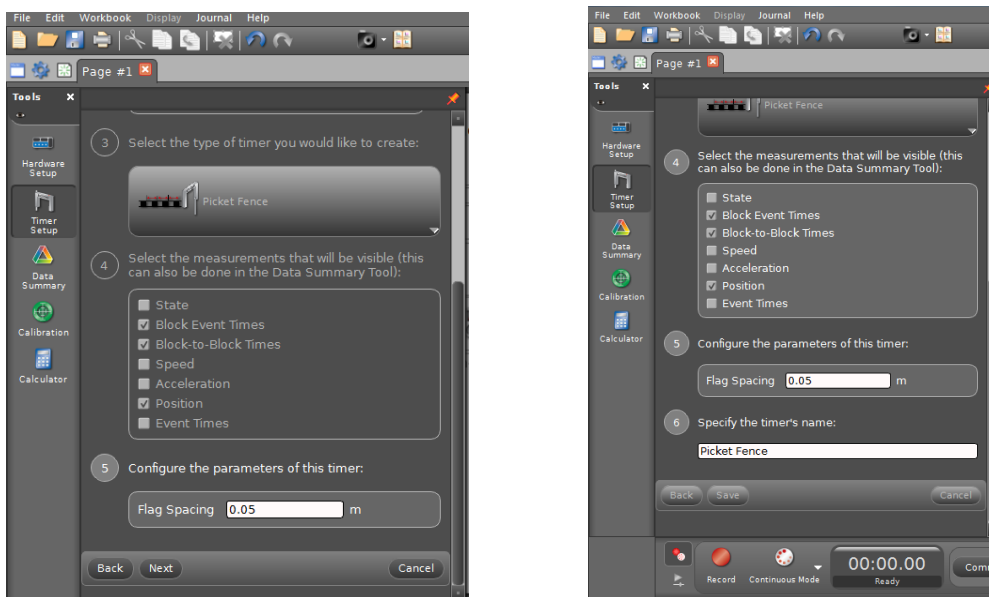 File Edit Workbook Display Journal Help
Page #1
Tools
Hardware
Setup
Timer
Setup
Data
Summary
Calibration
Calculator
3 Select the type of timer you would like to create:
Picket Fence
4 Select the measurements that will be visible (this
can also be done in the Data Summary Tool):
State
Block Event Times
Block-to-Block Times
Speed
Acceleration
Position
Event Times
5 Configure the parameters of this timer:
Flag Spacing 0.05 m
Back Next Cancel
File Edit Workbook Display Journal Help
Page #1
Tools
Hardware
Setup
Timer
Setup
Data
Summary
Calibration
Calculator
Picket Fence
4 Select the measurements that will be visible (this
can also be done in the Data Summary Tool):
State
Block Event Times
Block-to-Block Times
Speed
Acceleration
Position
Event Times
5 Configure the parameters of this timer:
Flag Spacing 0.05 m
6 Specify the timer's name:
Picket Fence
Back Save Cancel
Record Continuous Mode
00:00.00
Ready
Com